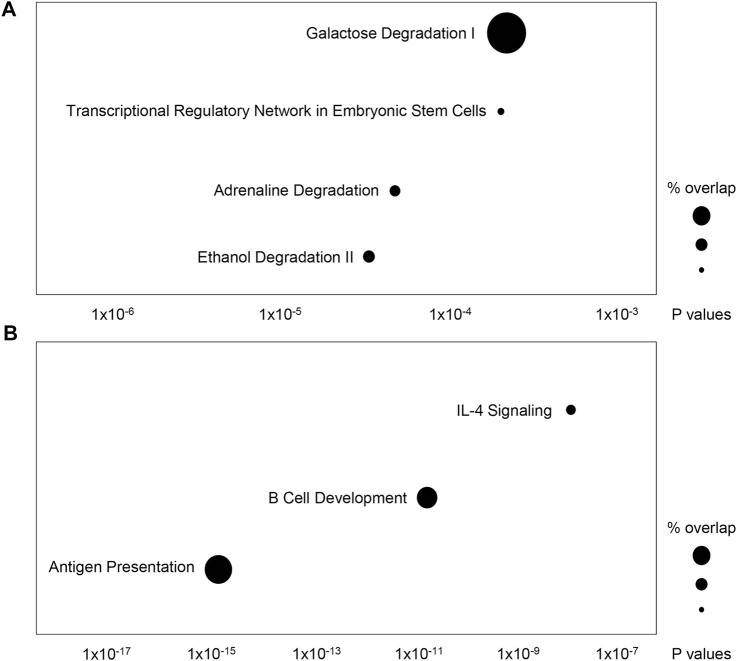 A
Galactose Degradation I
Transcriptional Regulatory Network in Embryonic Stem Cells
Adrenaline Degradation
% overlap
Ethanol Degradation II
1x10-6 1x10-5 1x10-4 1x10-3 P values
B
IL-4 Signaling
B Cell Development
% overlap
Antigen Presentation
1x10-17 1x10-15 1x10-13 1x10-11 1x10-9 1x10-7 P values